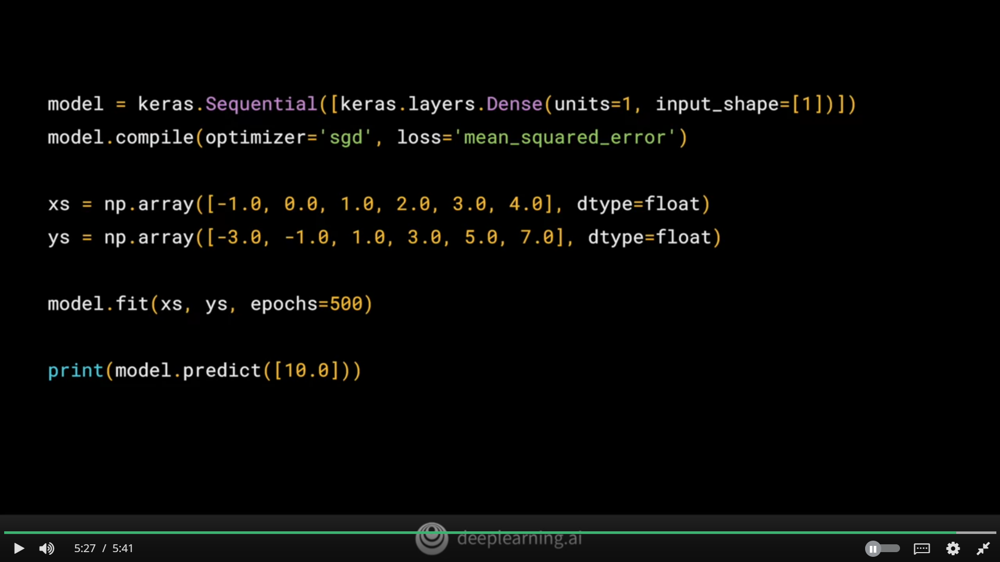 model = keras.Sequential([keras.layers.Dense(units=1, input_shape=[1])])
model.compile(optimizer='sgd', loss='mean_squared_error')
xs = np.array([-1.0, 0.0, 1.0, 2.0, 3.0, 4.0], dtype=float)
ys = np.array([-3.0, -1.0, 1.0, 3.0, 5.0, 7.0], dtype=float)
model.fit(xs, ys, epochs=500)
print(model.predict([10.0]))
deeplearning.ai
5:27 / 5:41